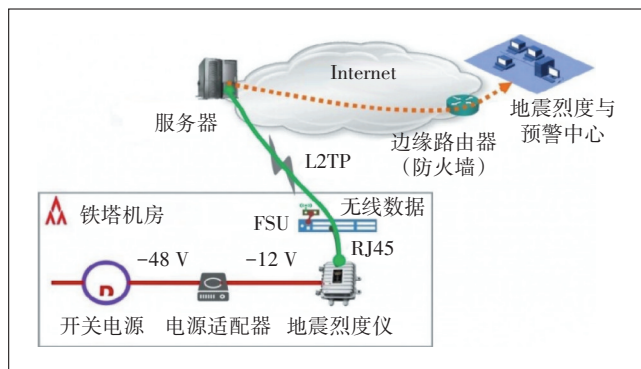 Internet
服务器
地震烈度与
预警中心
边缘路由器
（防火墙）
L2TP
铁塔机房
无线数据
FSU
RJ45
−48 V
−12 V
开关电源
电源适配器
地震烈度仪